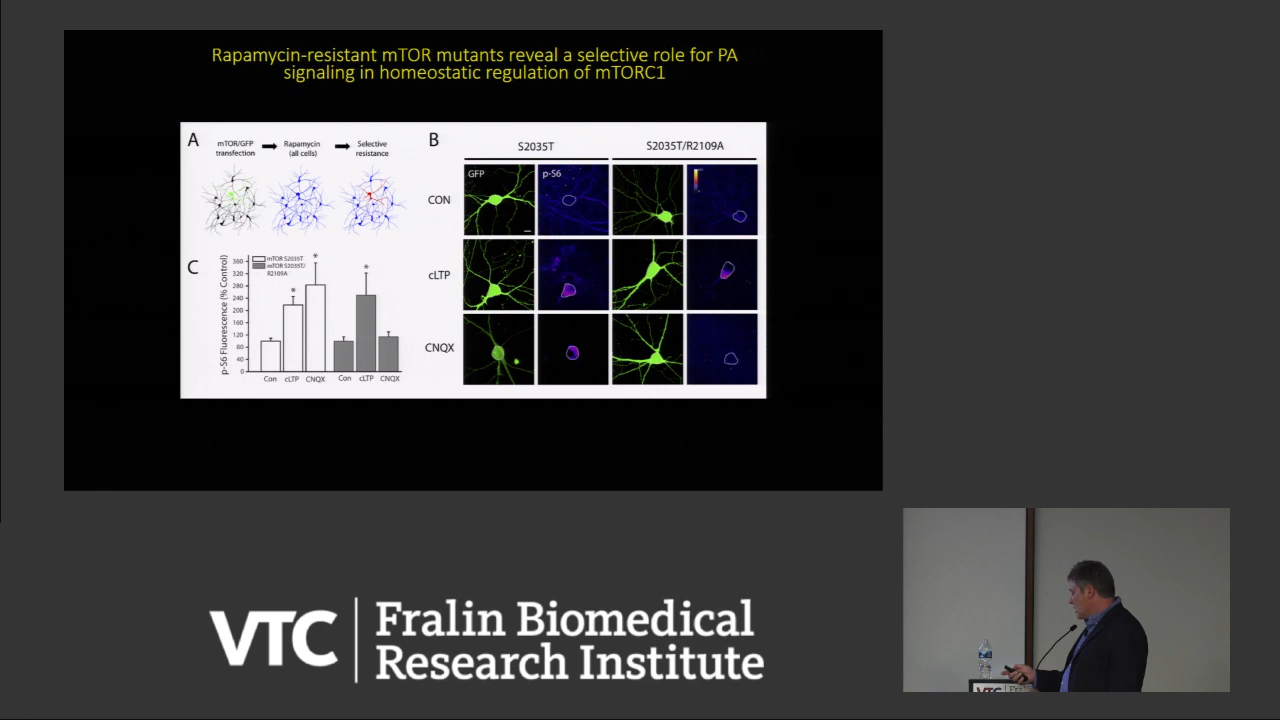 Rapamycin-resistant mTOR mutants reveal a selective role for PA
signaling in homeostatic regulation of mTORC1
A
mTOR/GFP
transfection
Rapamycin
(all cells)
Selective
resistance
B
S2035T
S2035T/R2109A
GFP
p-S6
CON
cLTP
CNQX
C
p-S6 Fluorescence (% Control)
360
320
280
240
200
160
120
80
40
0
mTOR S2035T
mTOR S2035T/
R2109A
*
*
*
Con cLTP CNQX Con cLTP CNQX
VTC
Fralin Biomedical
Research Institute
VTC